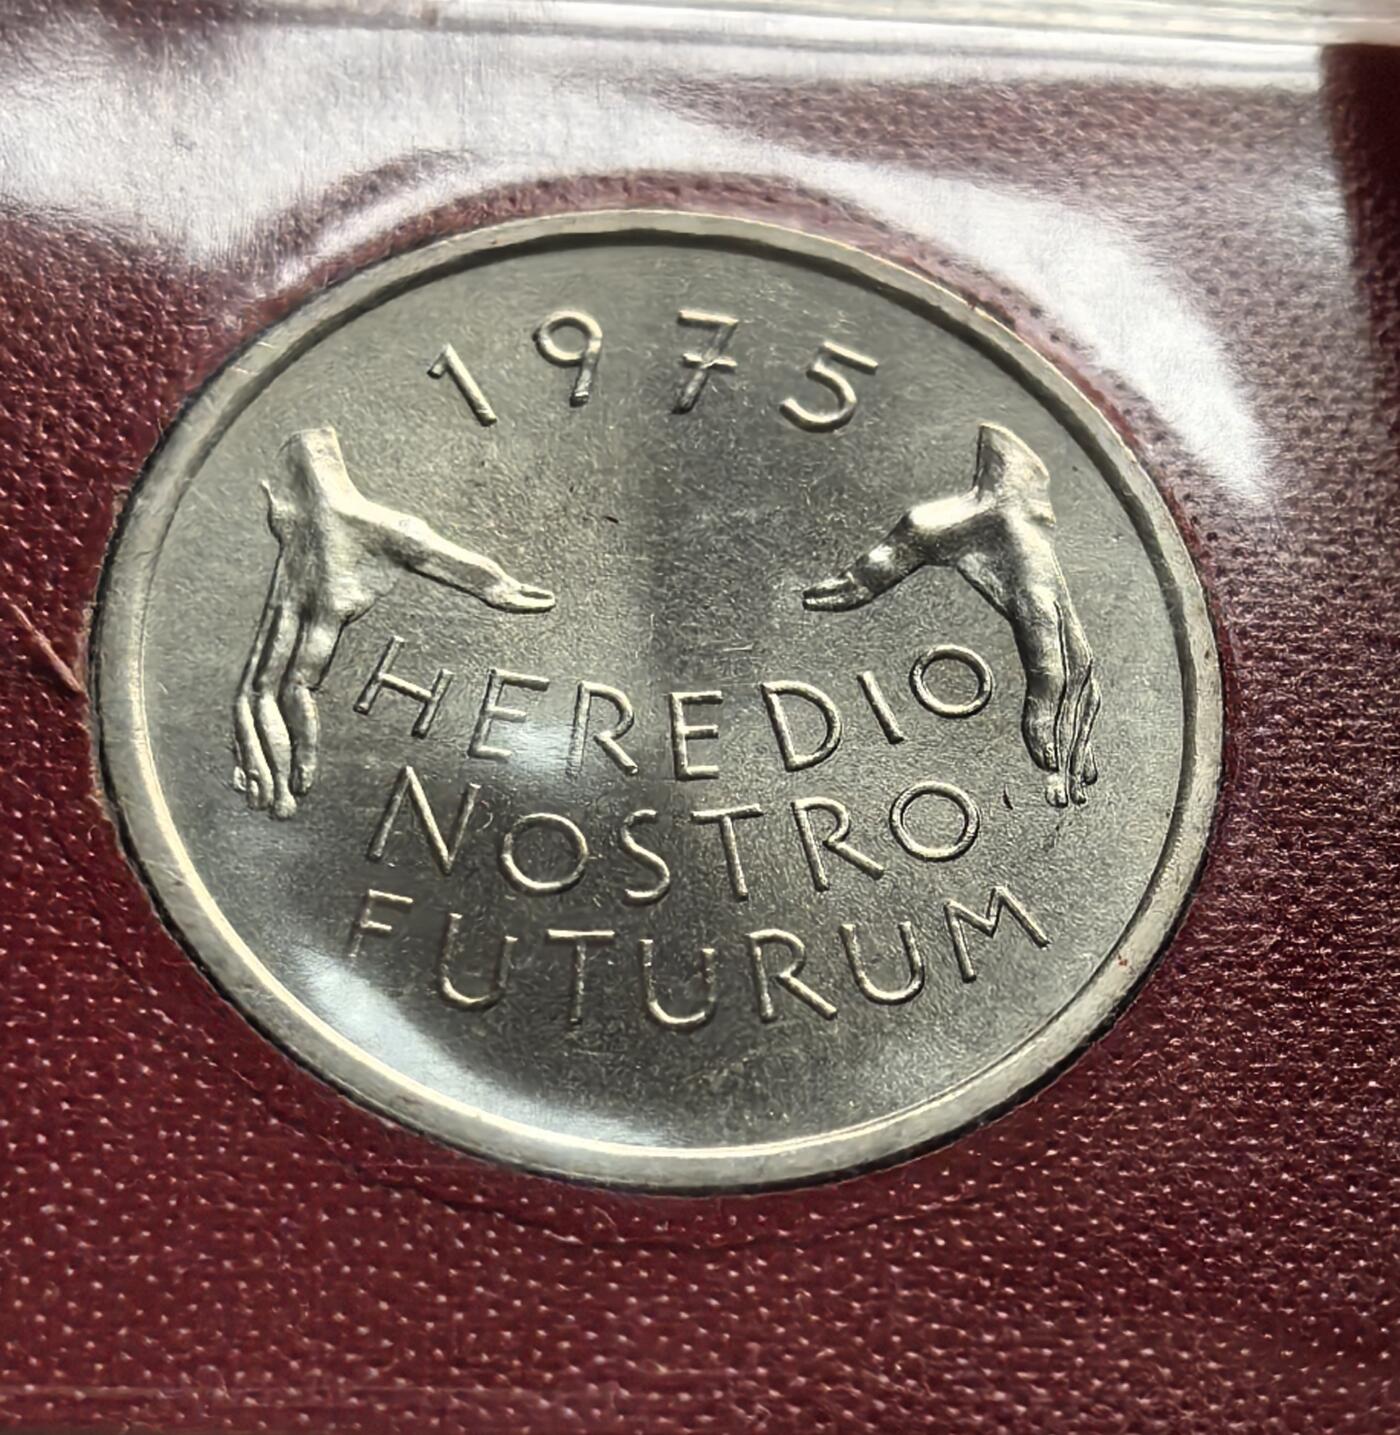 1975
HEREDIO
NOSTRO
FUTURUM